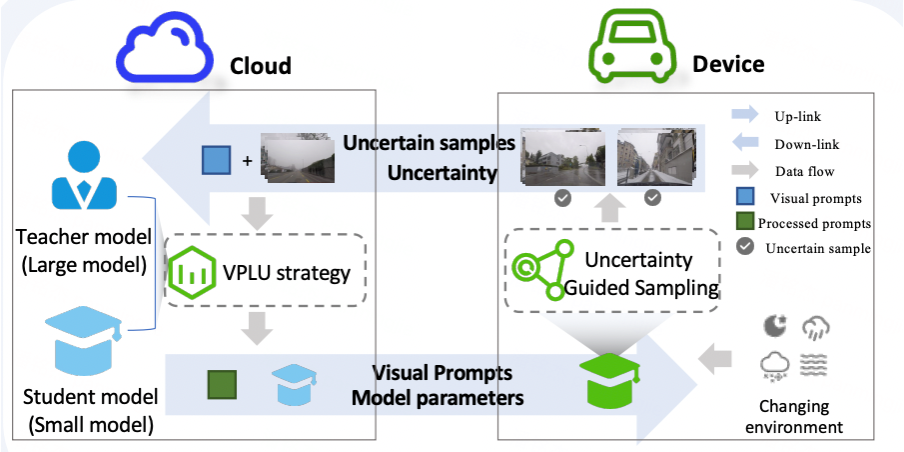 Cloud
Device
Uncertain samples
Uncertainty
+
Up-link
Down-link
Data flow
Visual prompts
Processed prompts
Uncertain sample
Teacher model
(Large model)
VPLU strategy
Uncertainty
Guided Sampling
Student model
(Small model)
Visual Prompts
Model parameters
Changing
environment